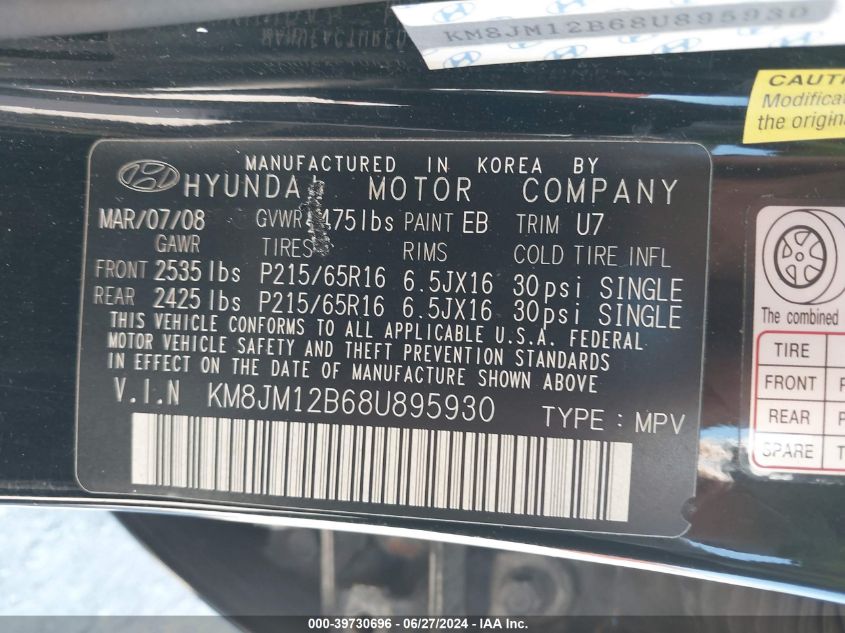 KM8JM12B68U895930
CAUTI
Modifica
the origina
MANUFACTURED IN KOREA BY
HYUNDAI MOTOR COMPANY
MAR/07/08 GVWR 475lbs PAINT EB TRIM U7
GAWR TIRES RIMS COLD TIRE INFL
FRONT 2535lbs P215/65R16 6.5JX16 30psi SINGLE
REAR 2425lbs P215/65R16 6.5JX16 30psi SINGLE
THIS VEHICLE CONFORMS TO ALL APPLICABLE U.S.A. FEDERAL
MOTOR VEHICLE SAFETY AND THEFT PREVENTION STANDARDS
IN EFFECT ON THE DATE OF MANUFACTURE SHOWN ABOVE
V.I.N KM8JM12B68U895930 TYPE : MPV
The combined
TIRE
FRONT
REAR
SPARE
000-39730696 - 06/27/2024 - IAA Inc.